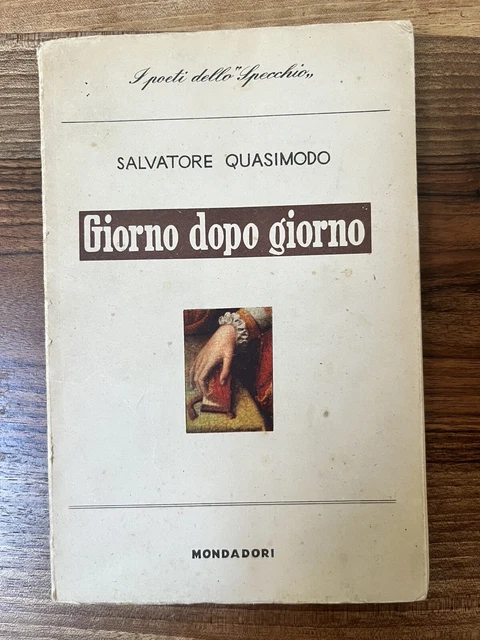 I poeti dello "Specchio„
SALVATORE QUASIMODO
Giorno dopo giorno
MONDADORI